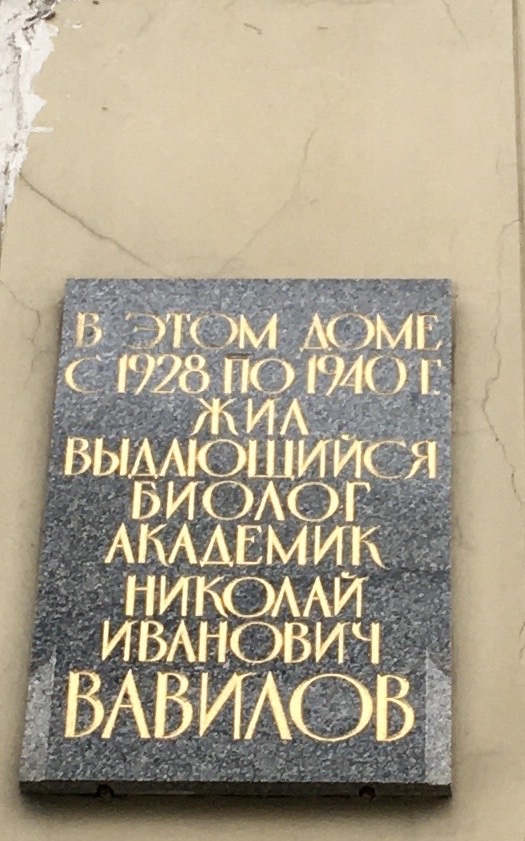 В ЭТОМ ДОМЕ
С 1928 ПО 1940 Г.
ЖИЛ
ВЫДАЮЩИЙСЯ
БИОЛОГ
АКАДЕМИК
НИКОЛАЙ
ИВАНОВИЧ
ВАВИЛОВ